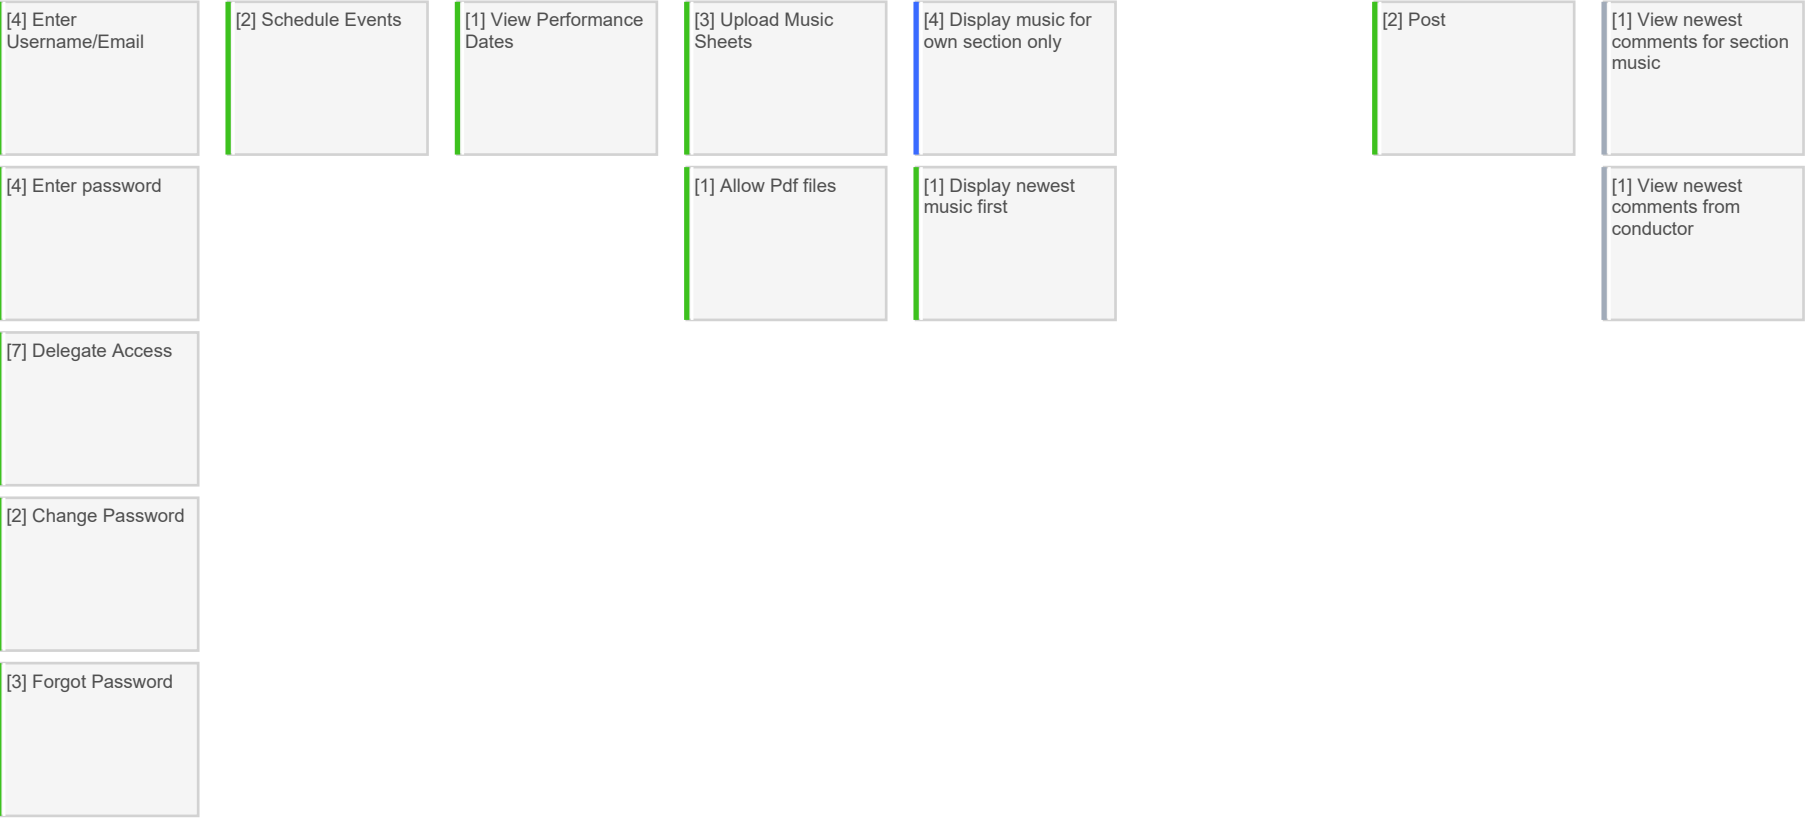 [4] Enter
Username/Email
[2] Schedule Events
[1] View Performance
Dates
[3] Upload Music
Sheets
[4] Display music for
own section only
[2] Post
[1] View newest
comments for section
music
[4] Enter password
[1] Allow Pdf files
[1] Display newest
music first
[1] View newest
comments from
conductor
[7] Delegate Access
[2] Change Password
[3] Forgot Password